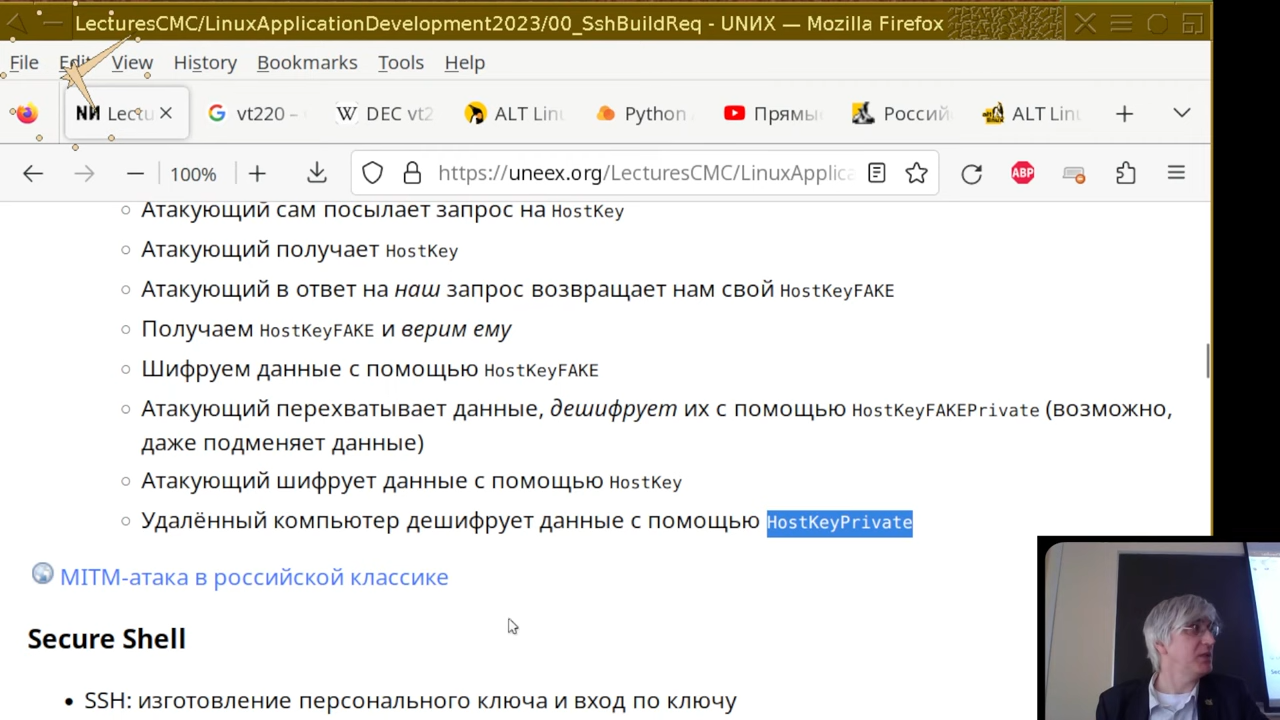 LecturesCMC/LinuxApplicationDevelopment2023/00_SshBuildReq - UNИX — Mozilla Firefox
File Edit View History Bookmarks Tools Help
Lectu vt220 – DEC vt2 ALT Linu Python Прямы Россий ALT Linu
100% https://uneex.org/LecturesCMC/LinuxApplica ABP
Атакующий сам посылает запрос на HostKey
Атакующий получает HostKey
Атакующий в ответ на наш запрос возвращает нам свой HostKeyFAKE
Получаем HostKeyFAKE и верим ему
Шифруем данные с помощью HostKeyFAKE
Атакующий перехватывает данные, дешифрует их с помощью HostKeyFAKEPrivate (возможно,
даже подменяет данные)
Атакующий шифрует данные с помощью HostKey
Удалённый компьютер дешифрует данные с помощью HostKeyPrivate
MITM-атака в российской классике
Secure Shell
SSH: изготовление персонального ключа и вход по ключу